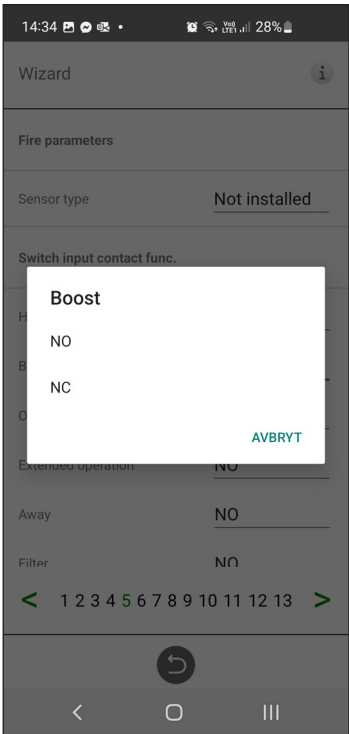 14:34 LTE1 28%
Wizard
i
Fire parameters
Sensor type Not installed
Switch input contact func.
Boost
NO
NC
AVBRYT
Extended operation NO
Away NO
Filter NO
< 1 2 3 4 5 6 7 8 9 10 11 12 13 >